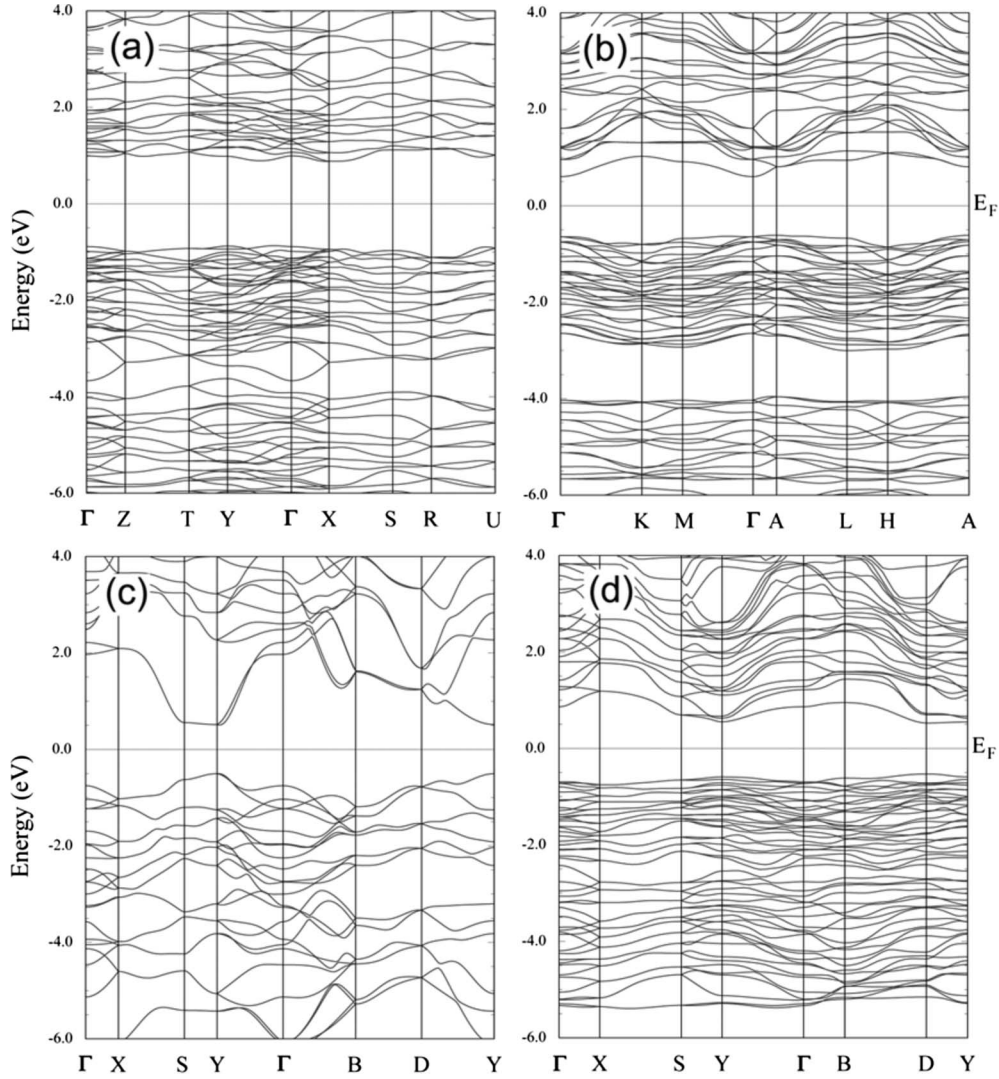 (a)
4.0
2.0
0.0
-2.0
-4.0
-6.0
Energy (eV)
Γ Z T Y Γ X S R U
(b)
4.0
2.0
0.0
-2.0
-4.0
-6.0
E_F
Γ K M Γ A L H A
(c)
4.0
2.0
0.0
-2.0
-4.0
-6.0
Energy (eV)
Γ X S Y Γ B D Y
(d)
4.0
2.0
0.0
-2.0
-4.0
-6.0
E_F
Γ X S Y Γ B D Y